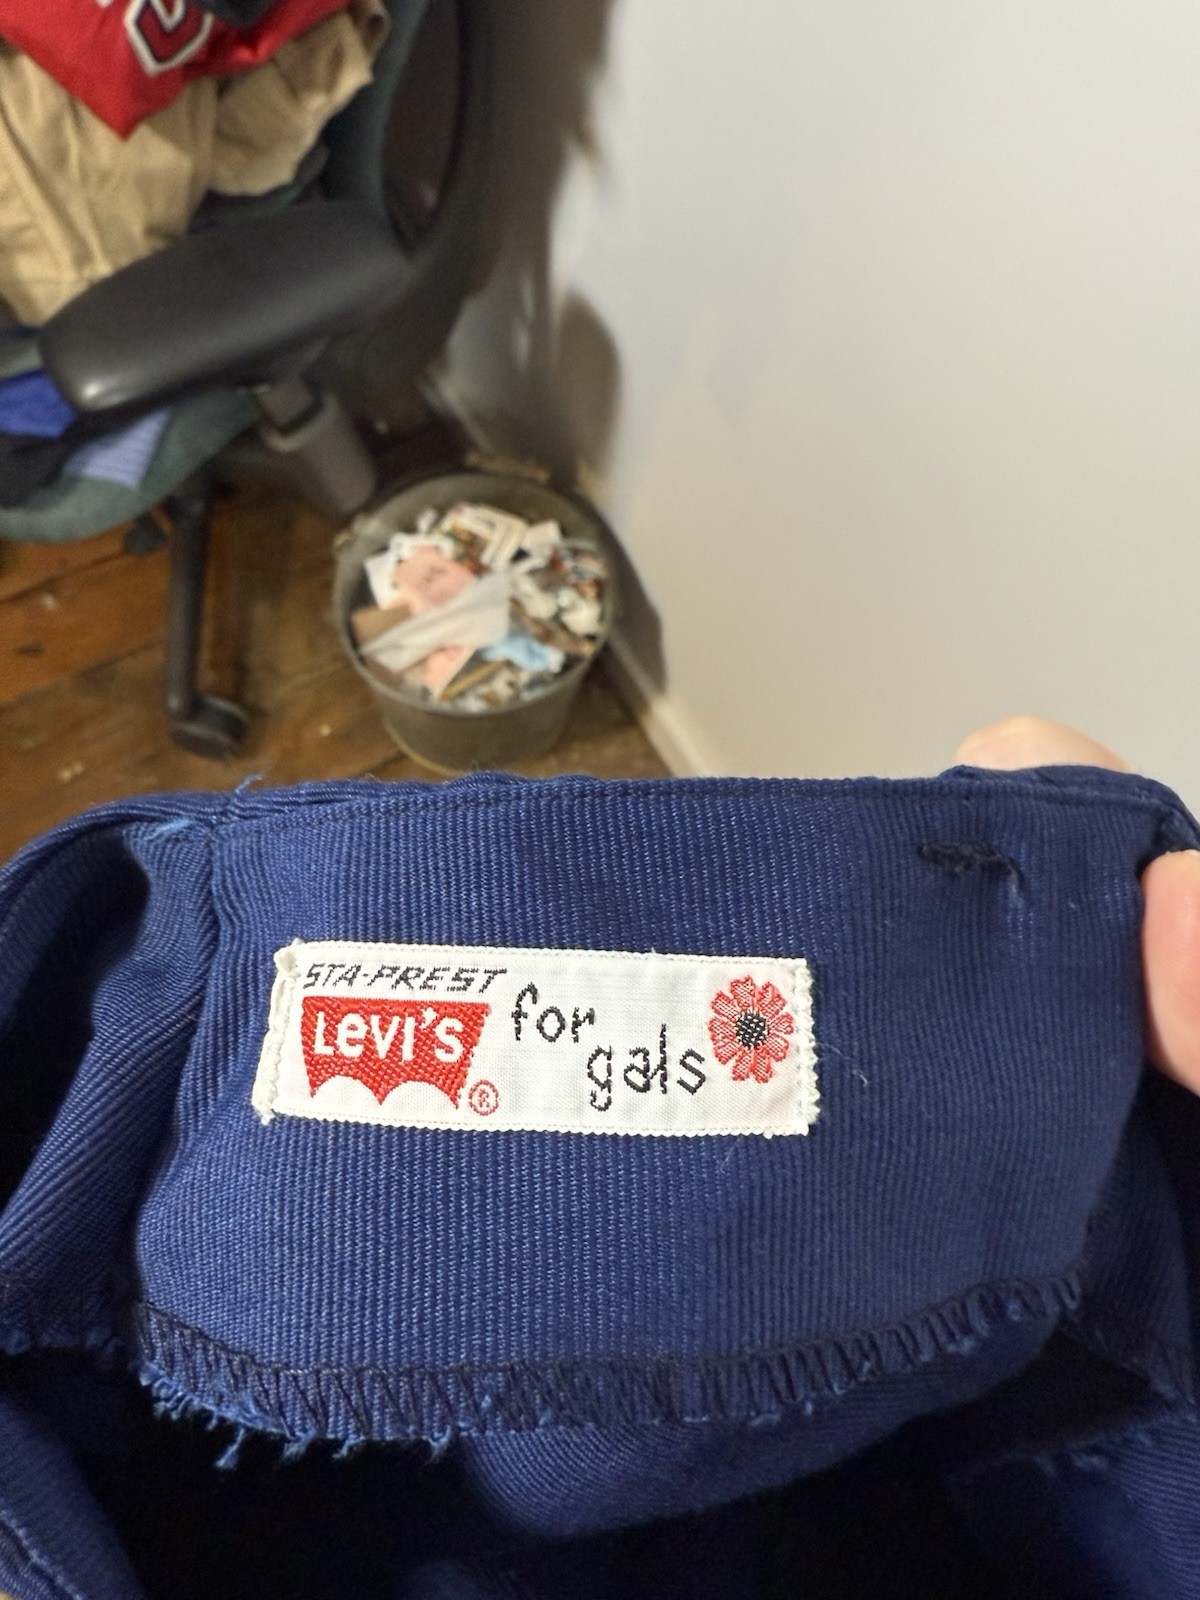 STA-PREST
LEVI'S ®
for
gals